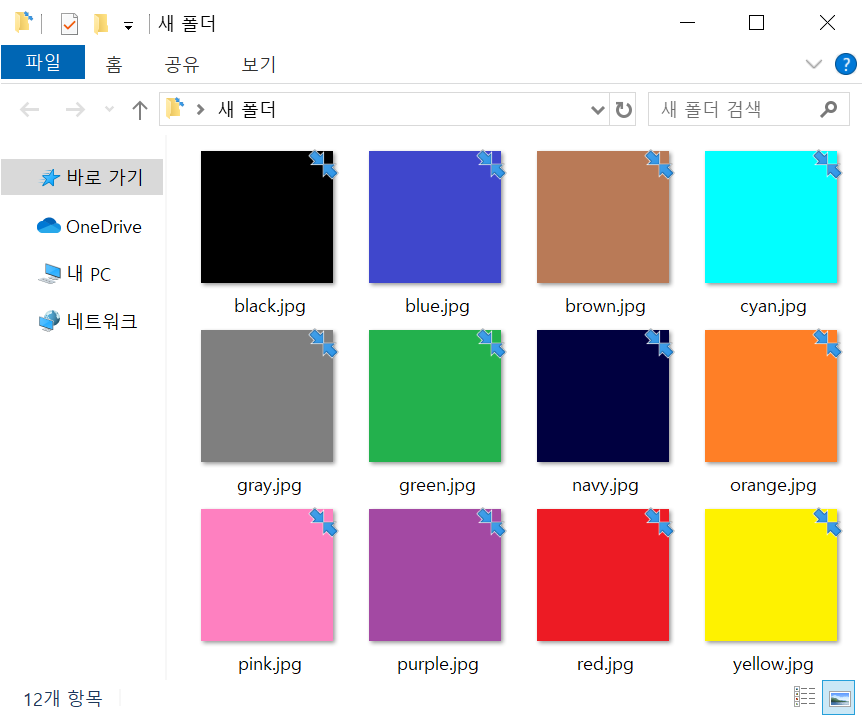 새 폴더
파일 홈 공유 보기
새 폴더 새 폴더 검색
바로 가기
OneDrive
내 PC
네트워크
black.jpg blue.jpg brown.jpg cyan.jpg
gray.jpg green.jpg navy.jpg orange.jpg
pink.jpg purple.jpg red.jpg yellow.jpg
12개 항목